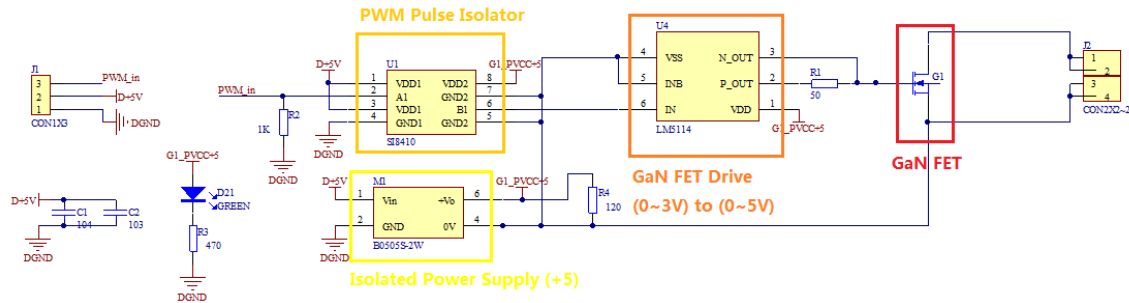 PWM Pulse Isolator
U4
J1
3
2
1
CON1X3
PWM_in
D+5V
DGND
PWM_in
R2
1K
DGND
D+5V
U1
G1_PVCC+5
1 VDD1 VDD2 8
2 A1 GND2 7
3 VDD1 B1 6
4 GND1 GND2 5
SI8410
DGND
4 VSS N_OUT 3
5 INB P_OUT 2
6 IN VDD 1
LM5114
R1
50
G1_PVCC+5
G1
J2
1
2
3
4
CON2X2~2
GaN FET
GaN FET Drive
(0~3V) to (0~5V)
G1_PVCC+5
D21
GREEN
R3
470
DGND
D+5V
C1
104
C2
103
DGND
D+5V
M1
G1_PVCC+5
1 Vin +Vo 6
2 GND 0V 4
B0505S-2W
DGND
R4
120
Isolated Power Supply (+5)